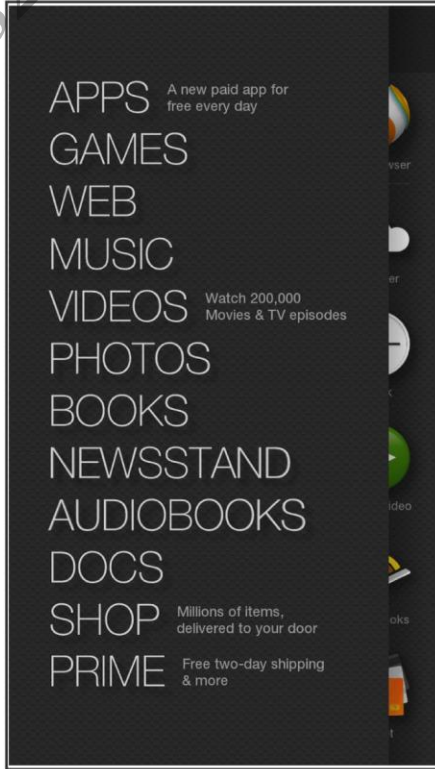 APPS A new paid app for
free every day
GAMES
WEB
MUSIC
VIDEOS Watch 200,000
Movies & TV episodes
PHOTOS
BOOKS
NEWSSTAND
AUDIOBOOKS
DOCS
SHOP Millions of items,
delivered to your door
PRIME Free two-day shipping
& more